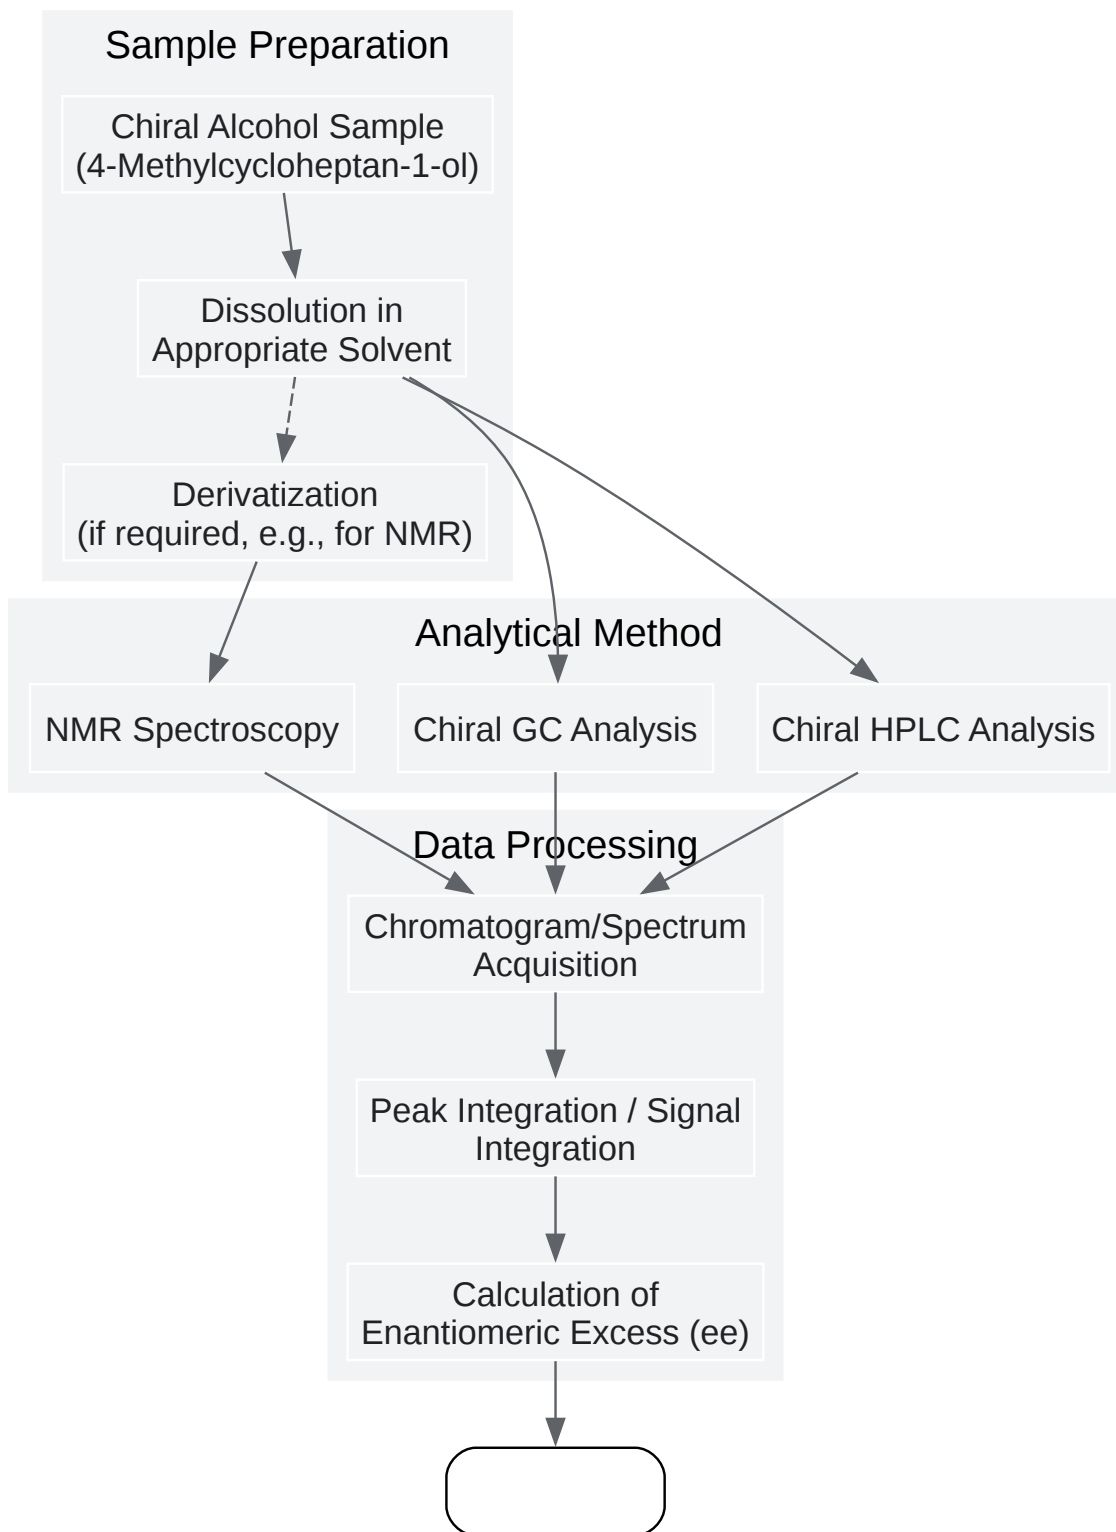 Sample Preparation
Chiral Alcohol Sample
(4-Methylcycloheptan-1-ol)
Dissolution in
Appropriate Solvent
Derivatization
(if required, e.g., for NMR)
Analytical Method
NMR Spectroscopy
Chiral GC Analysis
Chiral HPLC Analysis
Data Processing
Chromatogram/Spectrum
Acquisition
Peak Integration / Signal
Integration
Calculation of
Enantiomeric Excess (ee)